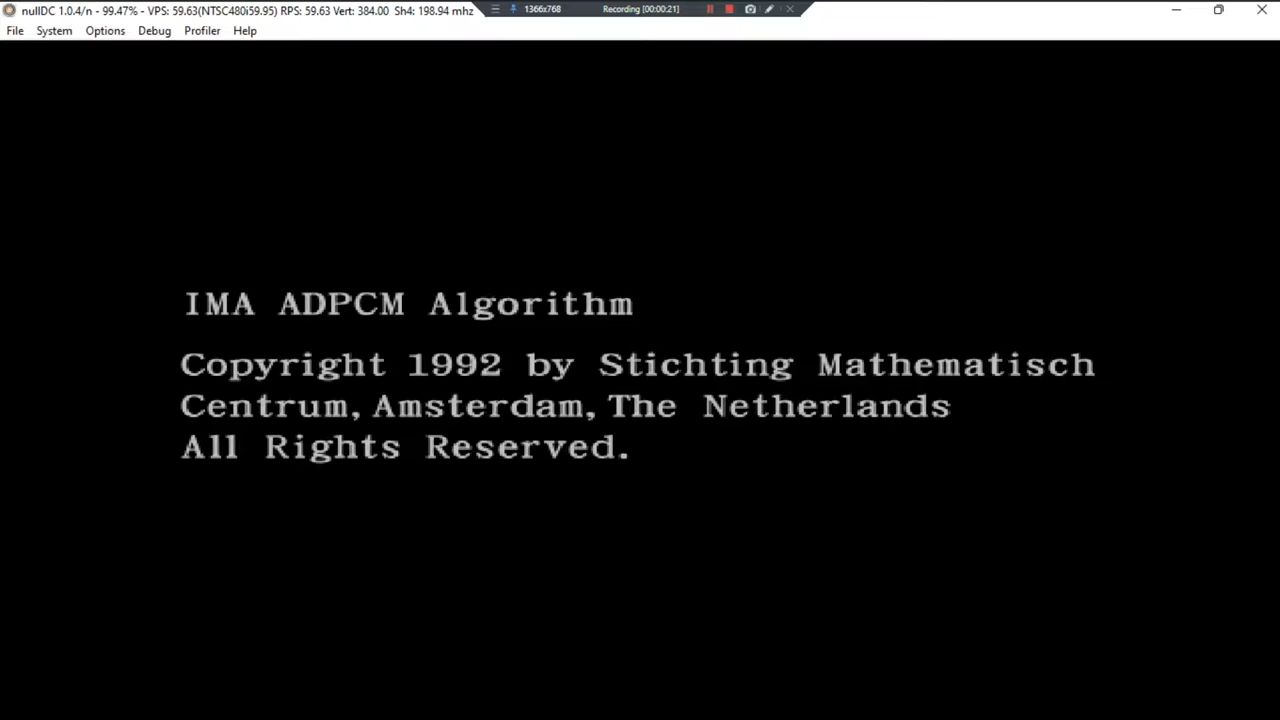 nullDC 1.0.4/n - 99.47% - VPS: 59.63(NTSC480i59.95) RPS: 59.63 Vert: 384.00 Sh4: 198.94 mhz
1366x768
Recording [00:00:21]
File System Options Debug Profiler Help
IMA ADPCM Algorithm
Copyright 1992 by Stichting Mathematisch
Centrum, Amsterdam, The Netherlands
All Rights Reserved.